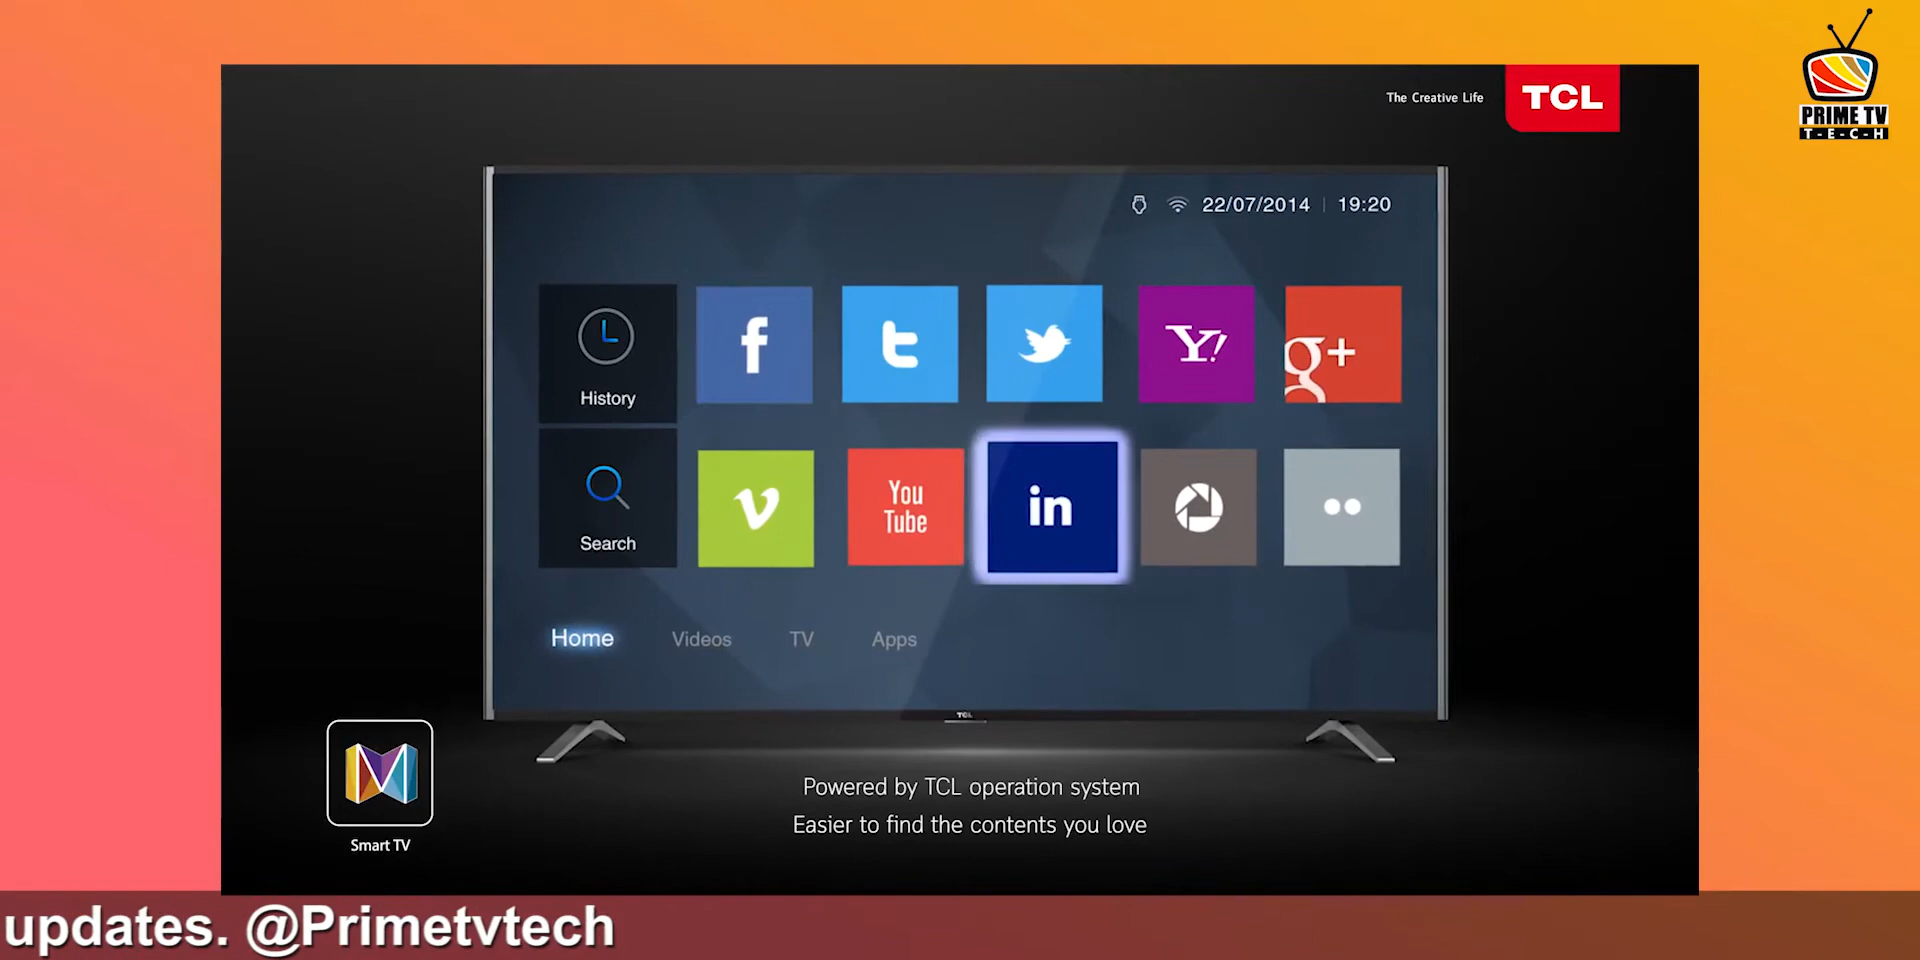 PRIME TV
T-E-C-H
The Creative Life
TCL
22/07/2014 | 19:20
f
t
Y!
g+
History
v
You
Tube
in
Search
Home Videos TV Apps
TCL
Powered by TCL operation system
Easier to find the contents you love
Smart TV
updates. @Primetvtech